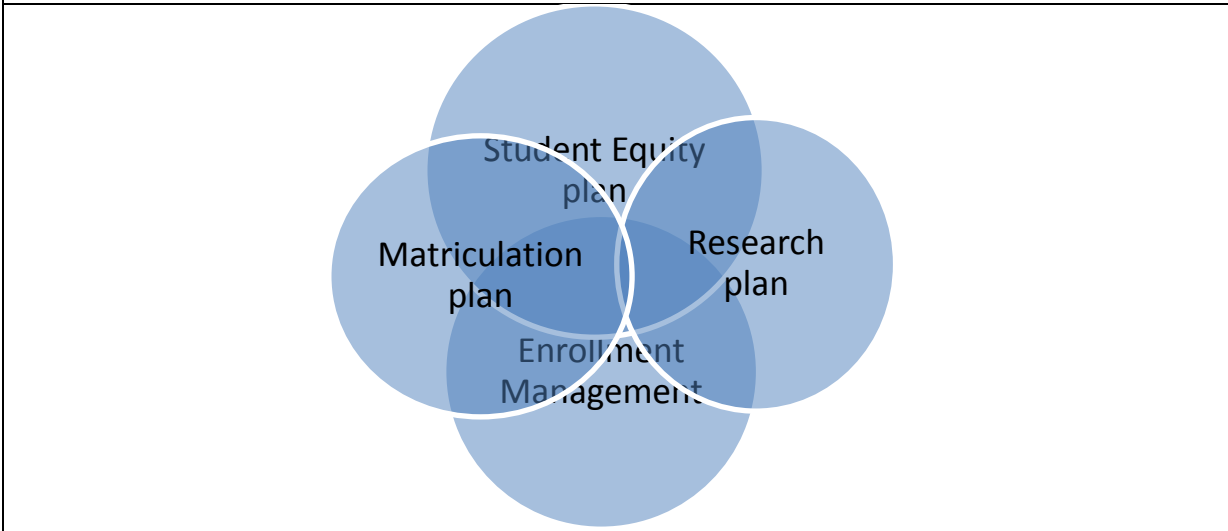 Student Equity
plan
Matriculation
plan
Research
plan
Enrollment
Management